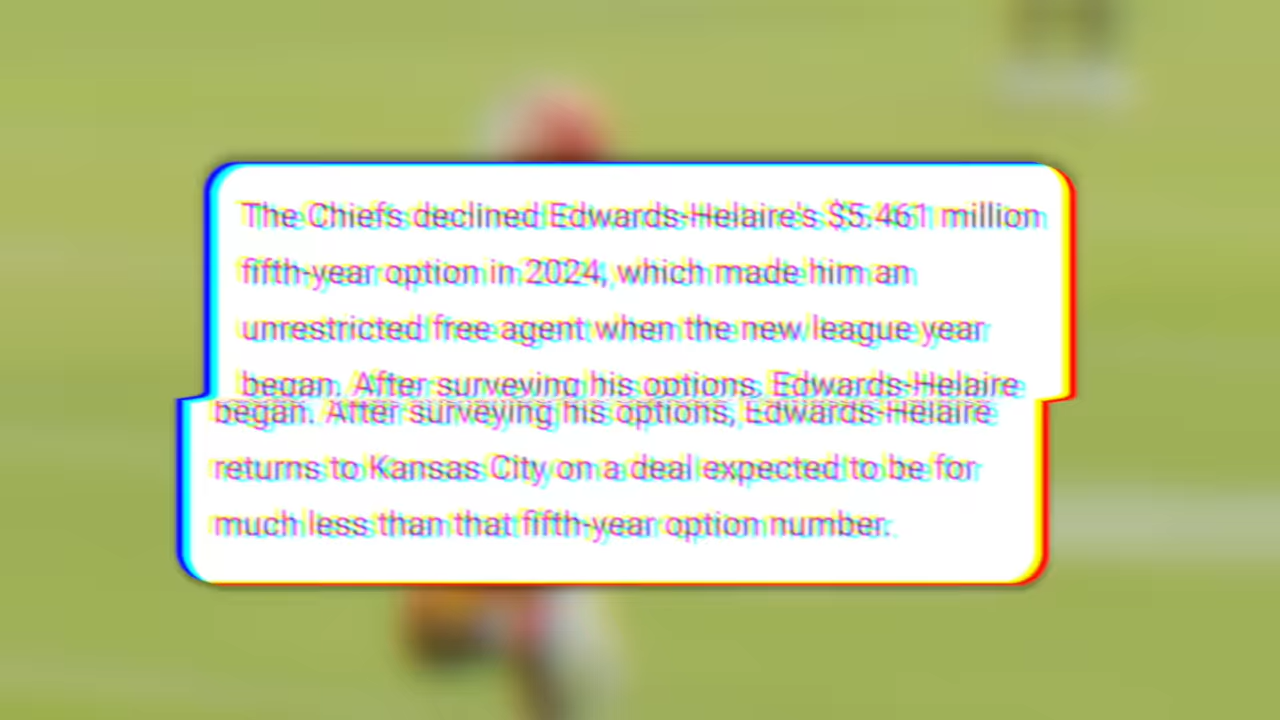 The Chiefs declined Edwards-Helaire's $5.461 million
fifth-year option in 2024, which made him an
unrestricted free agent when the new league year
began. After surveying his options, Edwards-Helaire
began. After surveying his options, Edwards-Helaire
returns to Kansas City on a deal expected to be for
much less than that fifth-year option number.